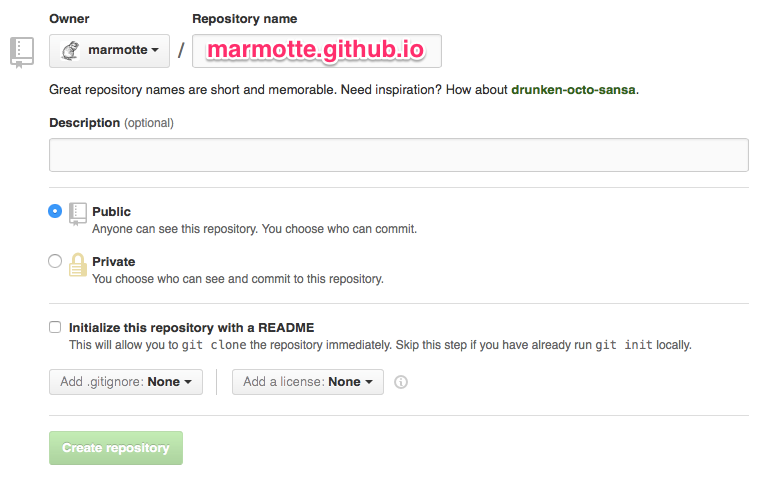 Owner Repository name
marmotte / marmotte.github.io
Great repository names are short and memorable. Need inspiration? How about drunken-octo-sansa.
Description (optional)
Public
Anyone can see this repository. You choose who can commit.
Private
You choose who can see and commit to this repository.
Initialize this repository with a README
This will allow you to git clone the repository immediately. Skip this step if you have already run git init locally.
Add .gitignore: None Add a license: None
Create repository